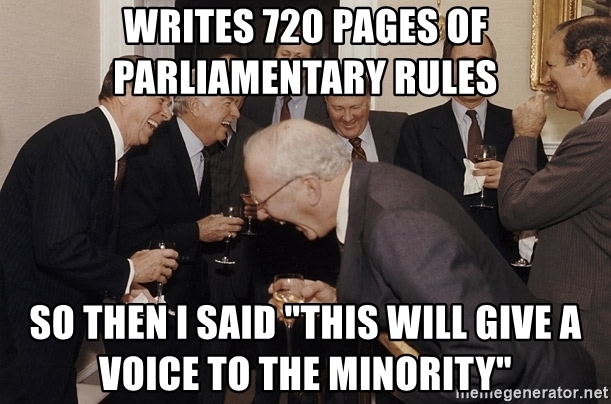 WRITES 720 PAGES OF
PARLIAMENTARY RULES
SO THEN I SAID "THIS WILL GIVE A
VOICE TO THE MINORITY"
memegenerator.net